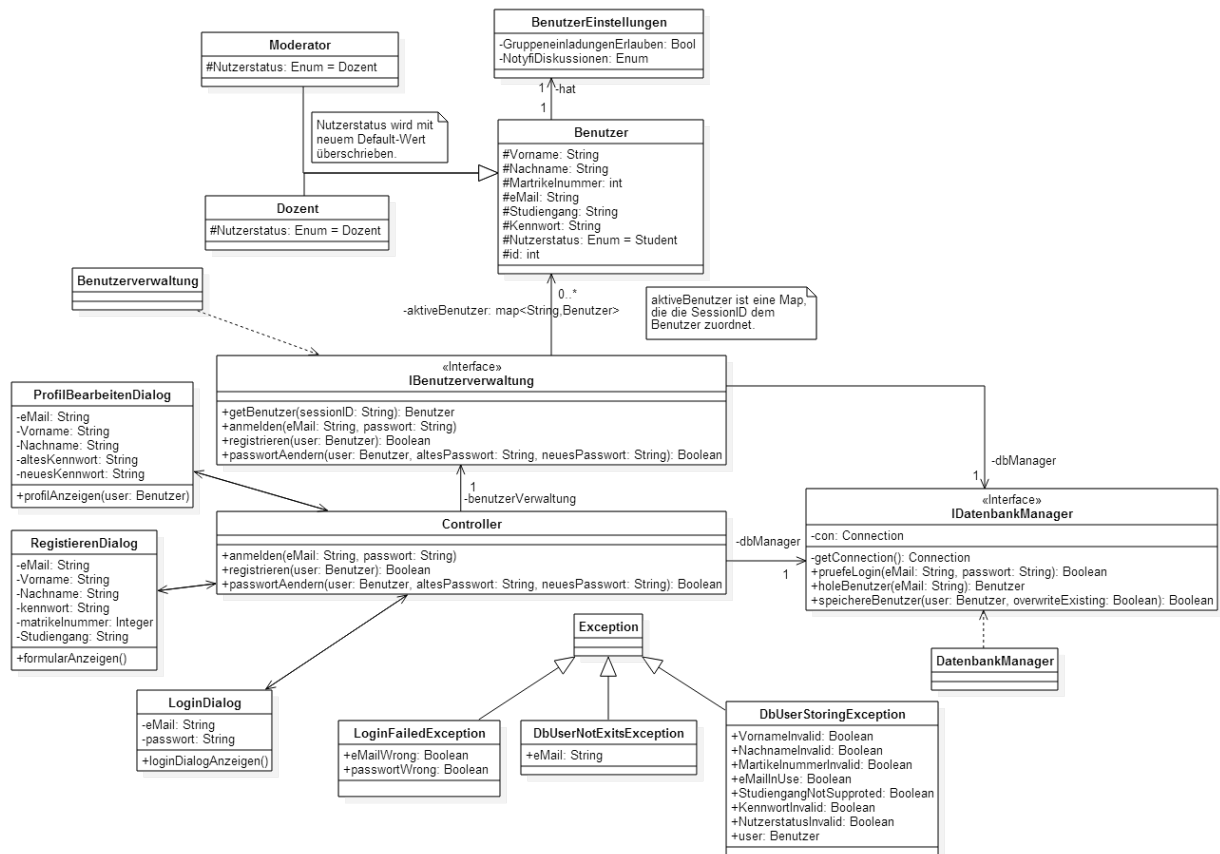 BenutzerEinstellungen
-GruppeneinladungenErlauben: Bool
-NotyfiDiskussionen: Enum
Moderator
#Nutzerstatus: Enum = Dozent
1
-hat
1
Nutzerstatus wird mit
neuem Default-Wert
überschrieben.
Benutzer
#Vorname: String
#Nachname: String
#Martrikelnummer: int
#eMail: String
#Studiengang: String
#Kennwort: String
#Nutzerstatus: Enum = Student
#id: int
Dozent
#Nutzerstatus: Enum = Dozent
Benutzerverwaltung
0..*
-aktiveBenutzer: map<String,Benutzer>
aktiveBenutzer ist eine Map,
die die SessionID dem
Benutzer zuordnet.
«Interface»
IBenutzerverwaltung
+getBenutzer(sessionID: String): Benutzer
+anmelden(eMail: String, passwort: String)
+registrieren(user: Benutzer): Boolean
+passwortAendern(user: Benutzer, altesPasswort: String, neuesPasswort: String): Boolean
ProfilBearbeitenDialog
-eMail: String
-Vorname: String
-Nachname: String
-altesKennwort: String
-neuesKennwort: String
+profilAnzeigen(user: Benutzer)
-dbManager
1
1
-benutzerVerwaltung
«Interface»
IDatenbankManager
-con: Connection
-getConnection(): Connection
+pruefeLogin(eMail: String, passwort: String): Boolean
+holeBenutzer(eMail: String): Benutzer
+speichereBenutzer(user: Benutzer, overwriteExisting: Boolean): Boolean
Controller
+anmelden(eMail: String, passwort: String)
+registrieren(user: Benutzer): Boolean
+passwortAendern(user: Benutzer, altesPasswort: String, neuesPasswort: String): Boolean
-dbManager
1
RegistierenDialog
-eMail: String
-Vorname: String
-Nachname: String
-kennwort: String
-matrikelnummer: Integer
-Studiengang: String
+formularAnzeigen()
Exception
DatenbankManager
LoginDialog
-eMail: String
-passwort: String
+loginDialogAnzeigen()
LoginFailedException
+eMailWrong: Boolean
+passwortWrong: Boolean
DbUserNotExitsException
+eMail: String
DbUserStoringException
+VornameInvalid: Boolean
+NachnameInvalid: Boolean
+MartikelnummerInvalid: Boolean
+eMailInUse: Boolean
+StudiengangNotSupproted: Boolean
+KennwortInvalid: Boolean
+NutzerstatusInvalid: Boolean
+user: Benutzer